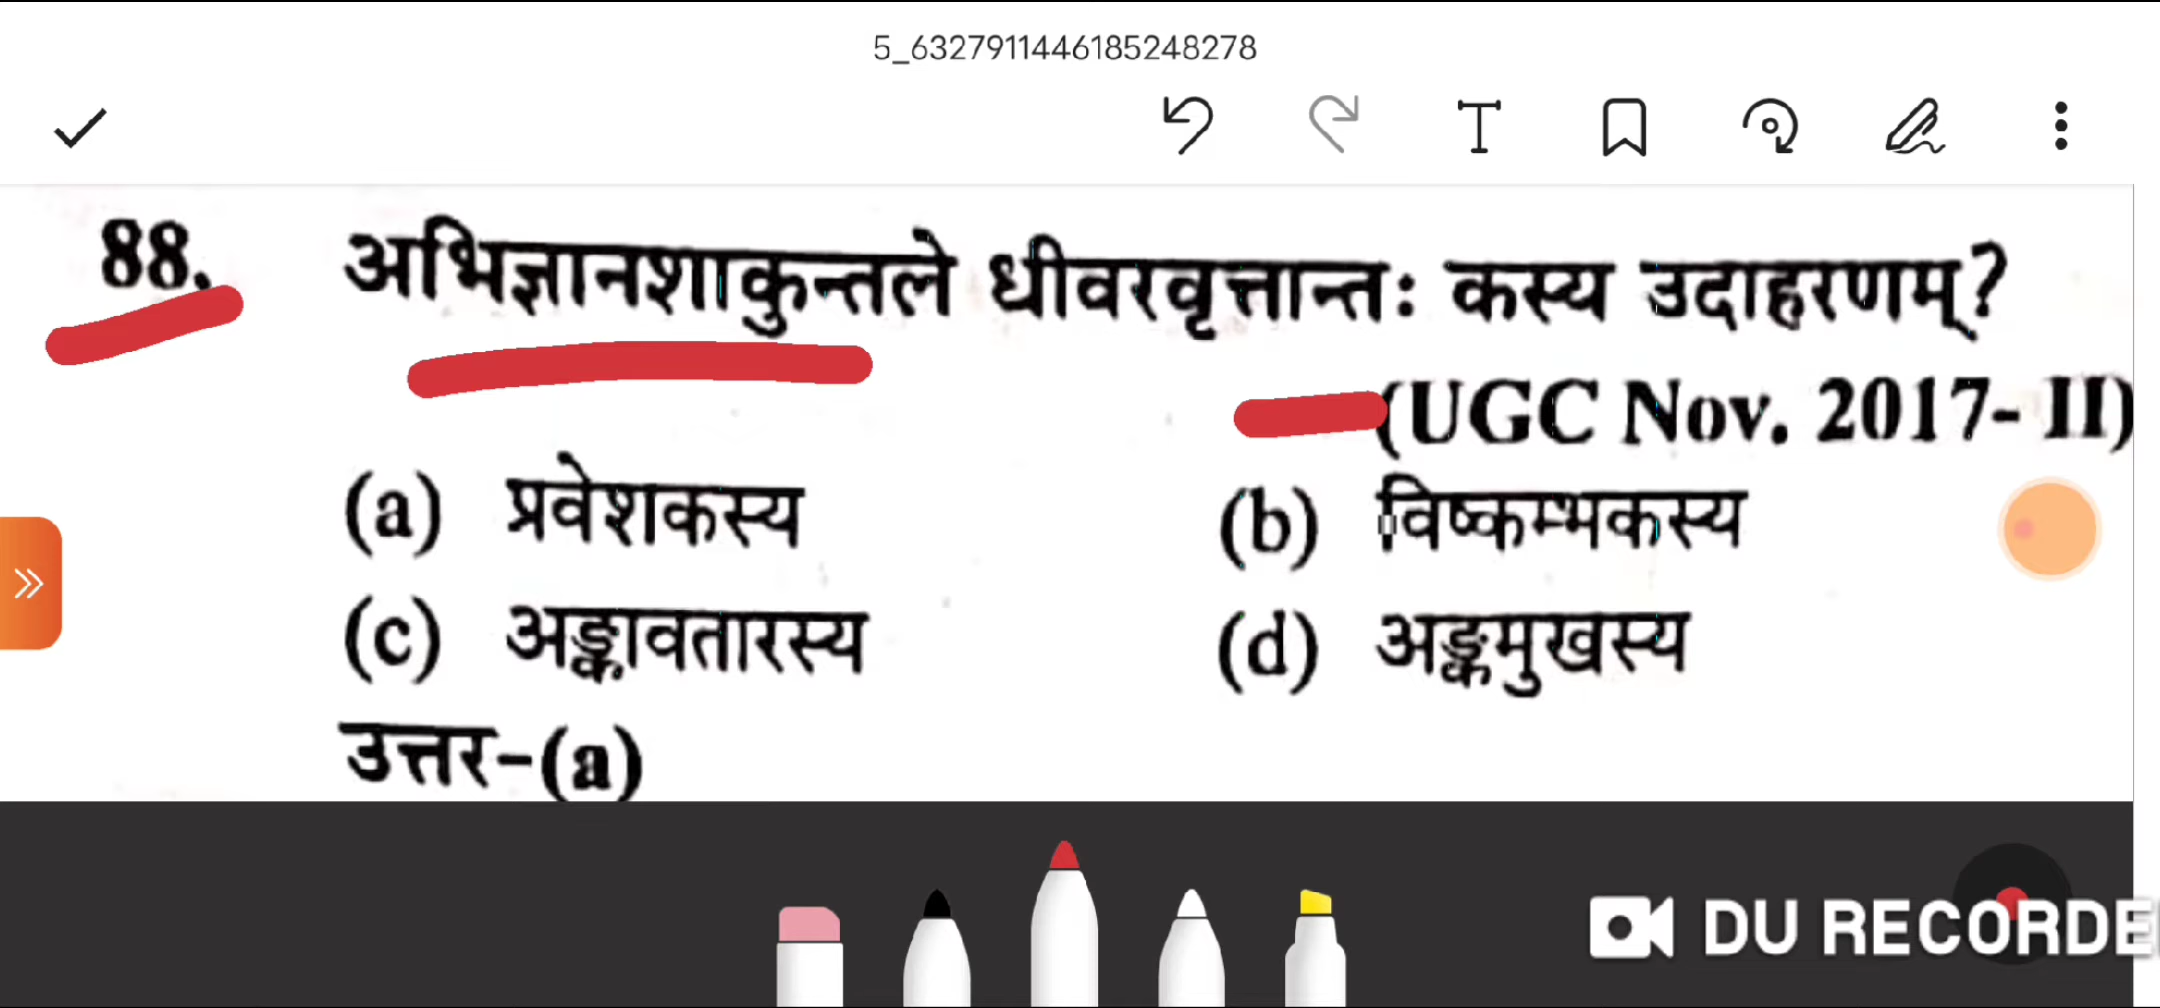 5_6327911446185248278
88. अभिज्ञानशाकुन्तले धीवरवृत्तान्तः कस्य उदाहरणम्?
(UGC Nov. 2017- II)
(a) प्रवेशकस्य (b) विष्कम्भकस्य
(c) अङ्कावतारस्य (d) अङ्कमुखस्य
उत्तर-(a)
DU RECORDE